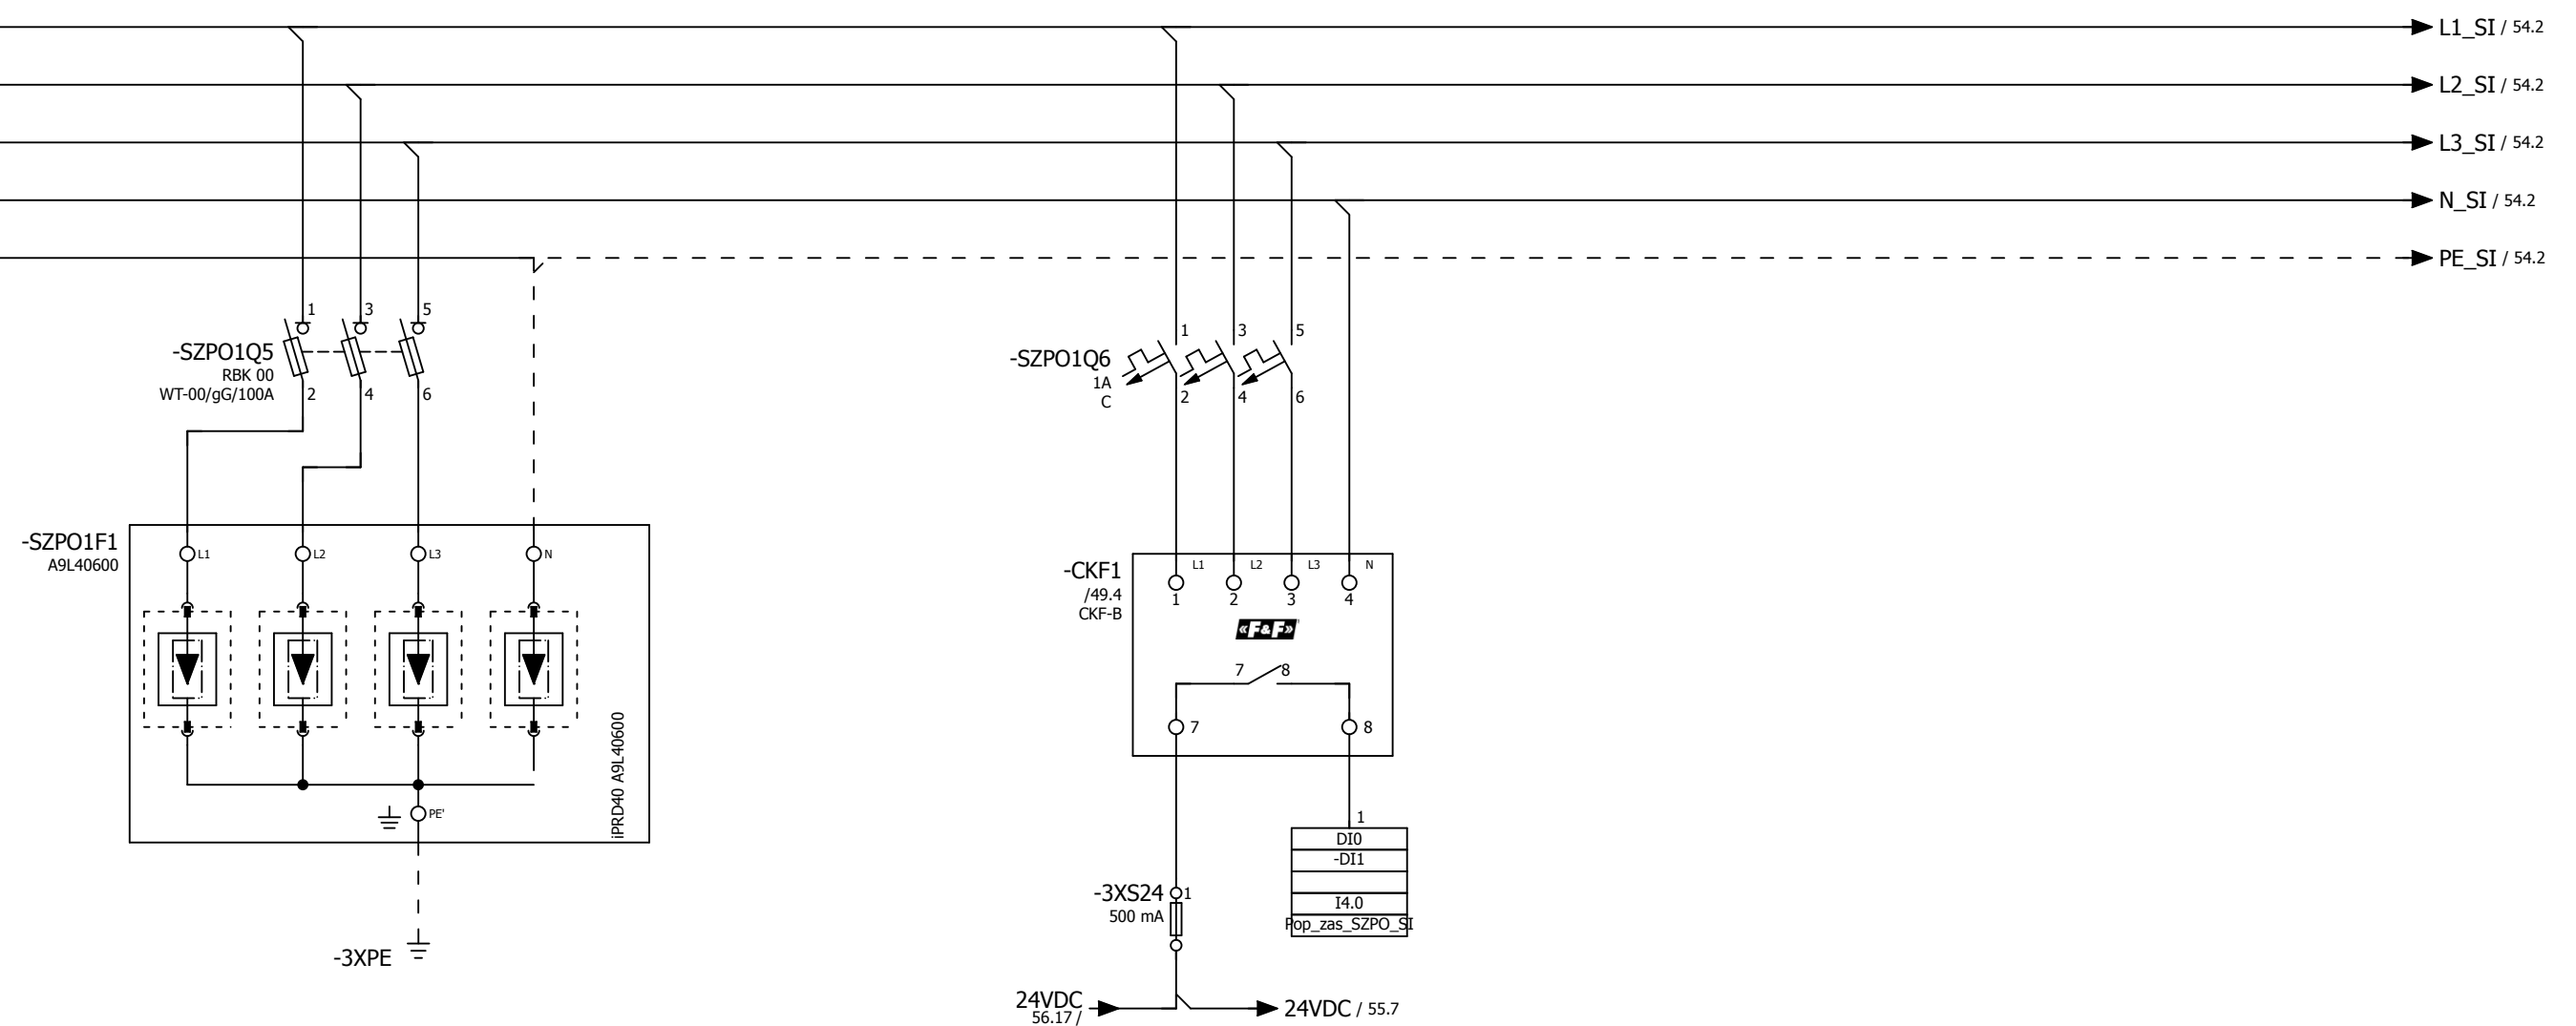 L1_SI / 54.2
L2_SI / 54.2
L3_SI / 54.2
N_SI / 54.2
PE_SI / 54.2
1 3 5
-SZPO1Q5
RBK 00
WT-00/gG/100A
2 4 6
1 3 5
-SZPO1Q6
1A
C
2 4 6
-SZPO1F1
A9L40600
L1 L2 L3 N
iPRD40 A9L40600
PE'
-3XPE
-CKF1
/49.4
CKF-B
L1 L2 L3 N
1 2 3 4
«F&F»
7 8
7 8
1
DI0
-DI1
I4.0
Pop_zas_SZPO_SI
-3XS24
1
500 mA
24VDC
56.17 /
24VDC / 55.7